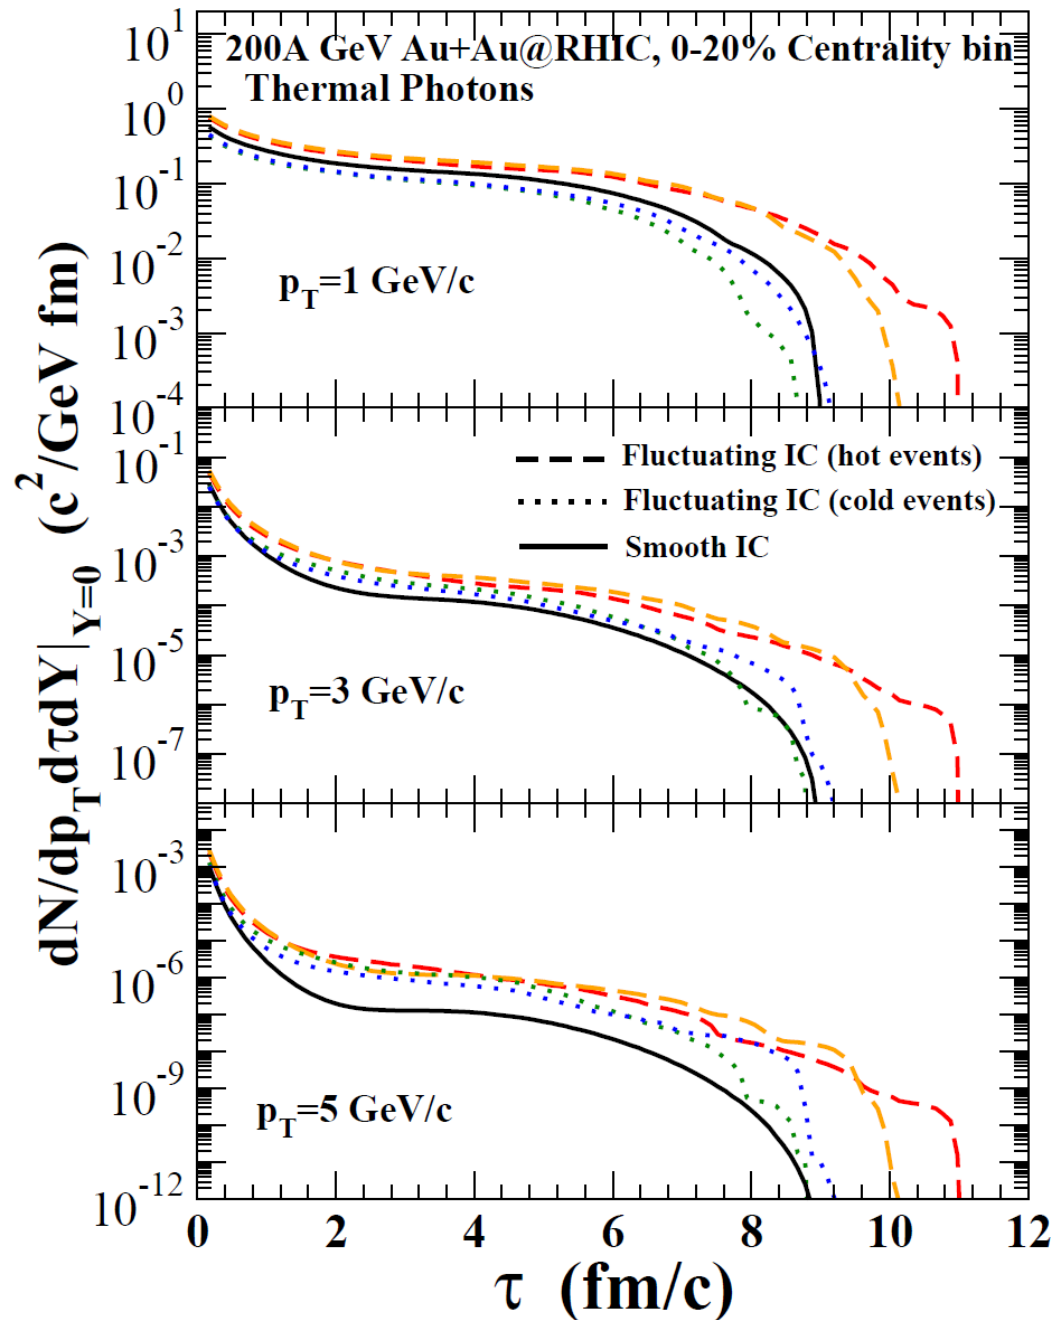 200A GeV Au+Au@RHIC, 0-20% Centrality bin
Thermal Photons
10^1
10^0
10^-1
10^-2
10^-3
10^-4
p_T=1 GeV/c
10^-1
10^-3
10^-5
10^-7
Fluctuating IC (hot events)
Fluctuating IC (cold events)
Smooth IC
p_T=3 GeV/c
10^-3
10^-6
10^-9
10^-12
p_T=5 GeV/c
dN/dp_TdτdY|_Y=0 (c^2/GeV fm)
0 2 4 6 8 10 12
τ (fm/c)